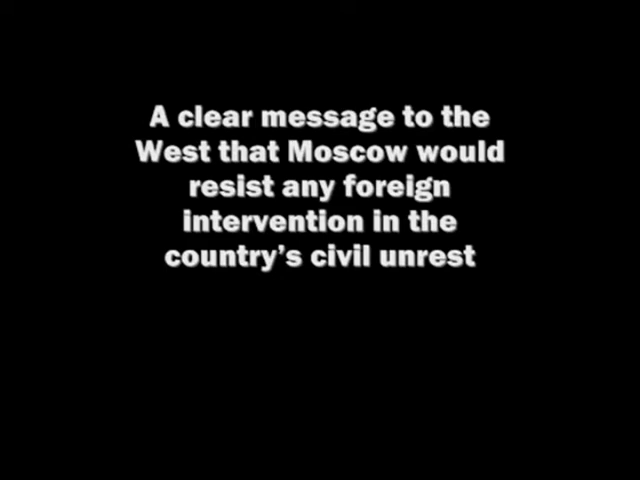 A clear message to the
West that Moscow would
resist any foreign
intervention in the
country's civil unrest